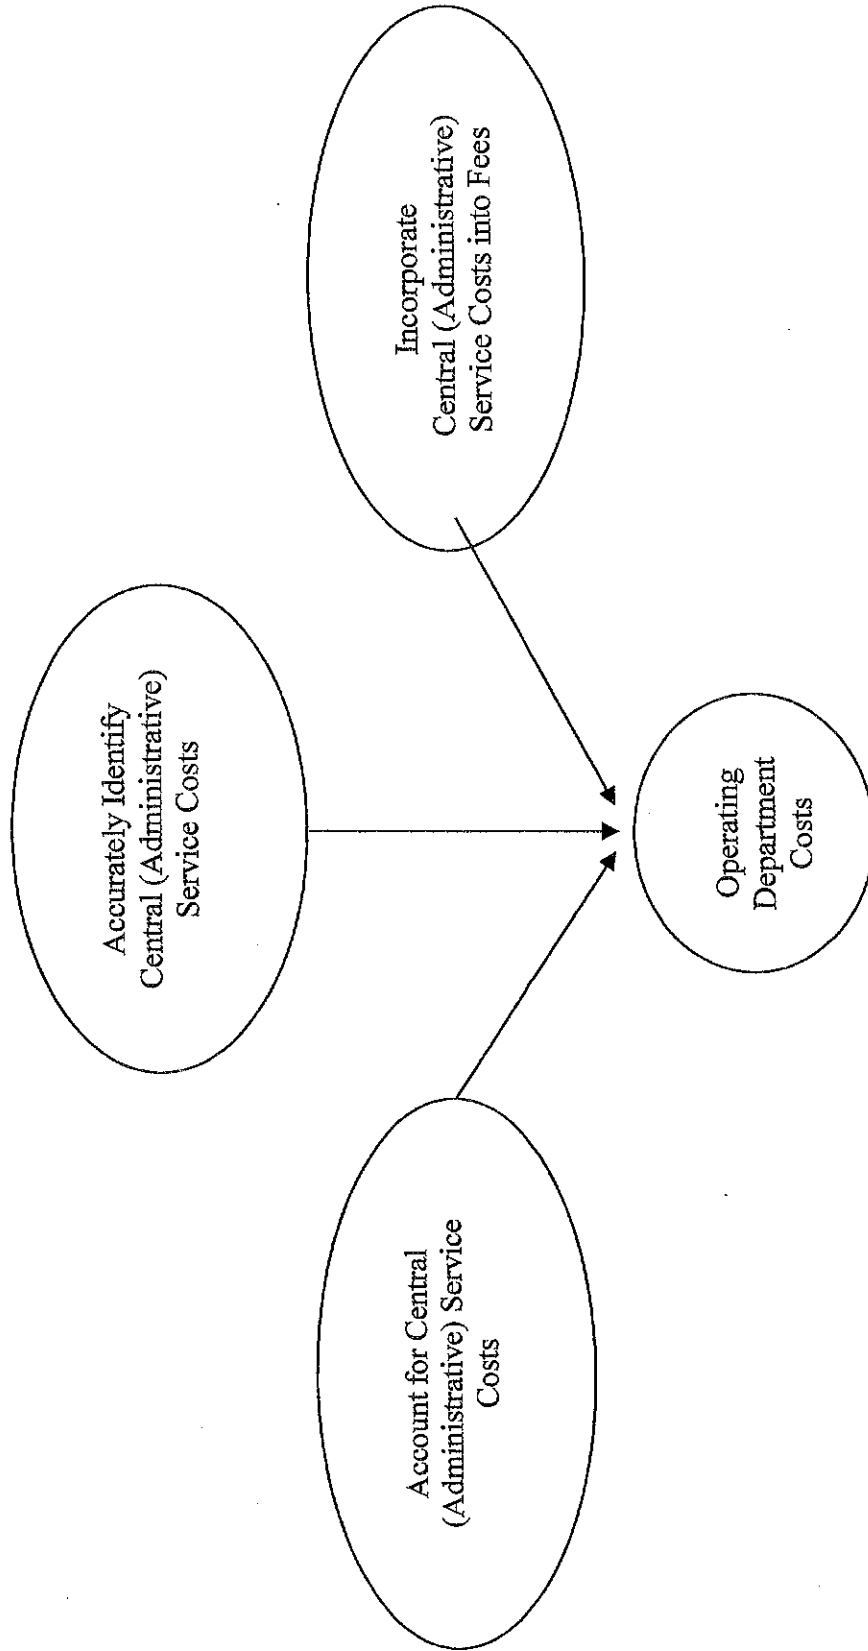 Accurately Identify
Central (Administrative)
Service Costs
Account for Central
(Administrative) Service
Costs
Incorporate
Central (Administrative)
Service Costs into Fees
Operating
Department
Costs